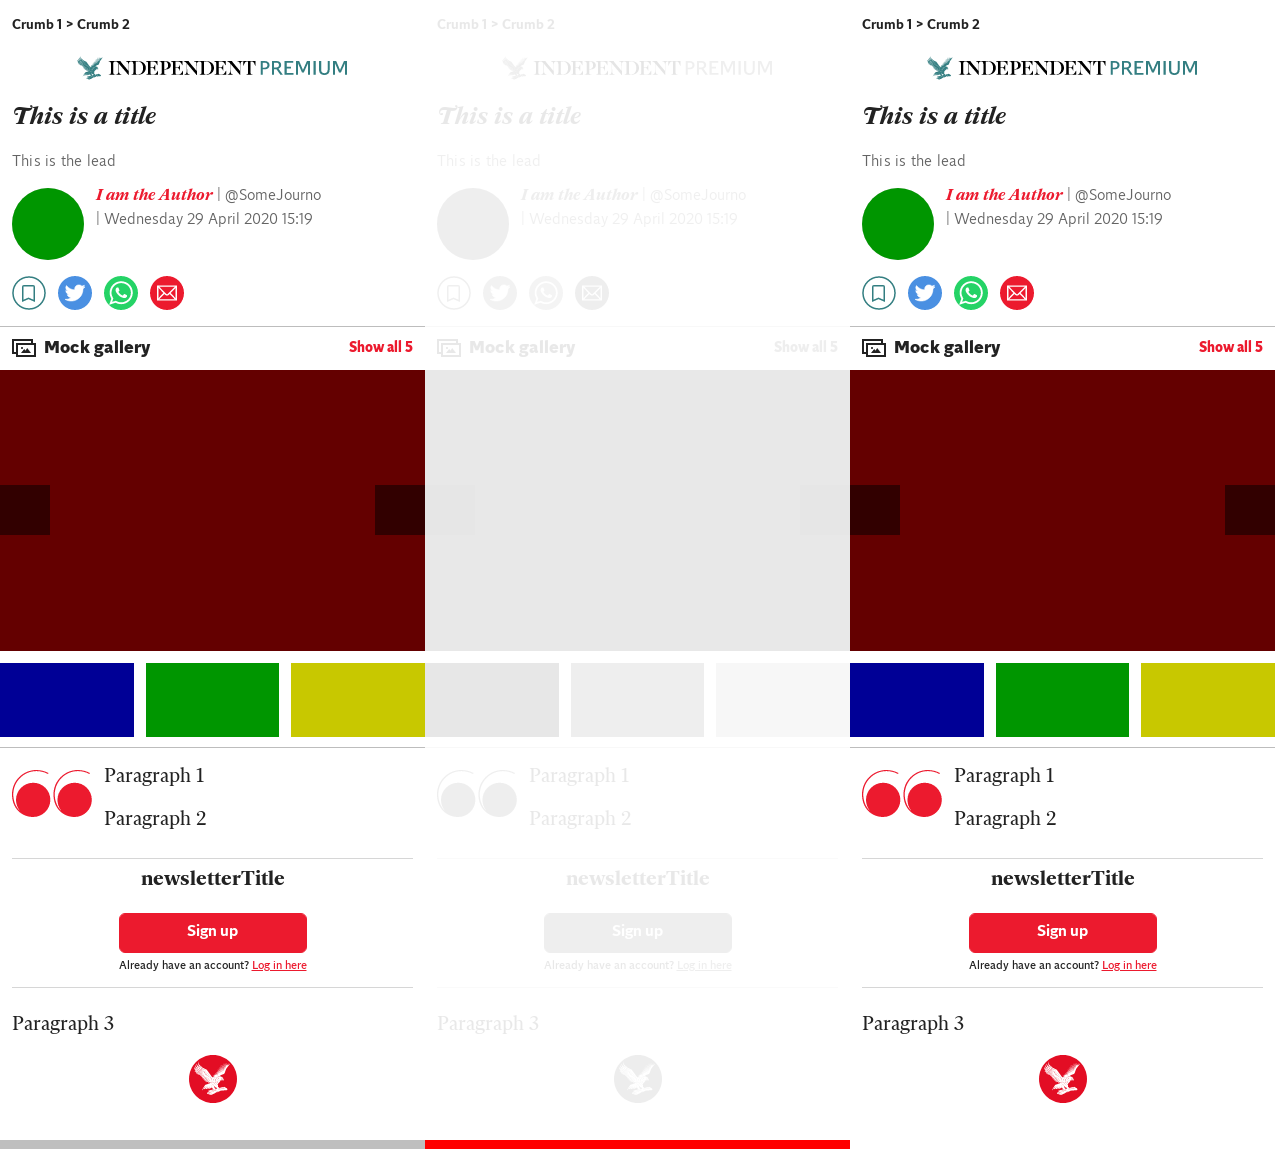 Crumb 1 > Crumb 2
INDEPENDENT PREMIUM
This is a title
This is the lead
I am the Author | @SomeJourno
| Wednesday 29 April 2020 15:19
Mock gallery
Show all 5
Paragraph 1
Paragraph 2
newsletterTitle
Sign up
Already have an account? Log in here
Paragraph 3
Crumb 1 > Crumb 2
INDEPENDENT PREMIUM
This is a title
This is the lead
I am the Author | @SomeJourno
| Wednesday 29 April 2020 15:19
Mock gallery
Show all 5
Paragraph 1
Paragraph 2
newsletterTitle
Sign up
Already have an account? Log in here
Paragraph 3
Crumb 1 > Crumb 2
INDEPENDENT PREMIUM
This is a title
This is the lead
I am the Author | @SomeJourno
| Wednesday 29 April 2020 15:19
Mock gallery
Show all 5
Paragraph 1
Paragraph 2
newsletterTitle
Sign up
Already have an account? Log in here
Paragraph 3